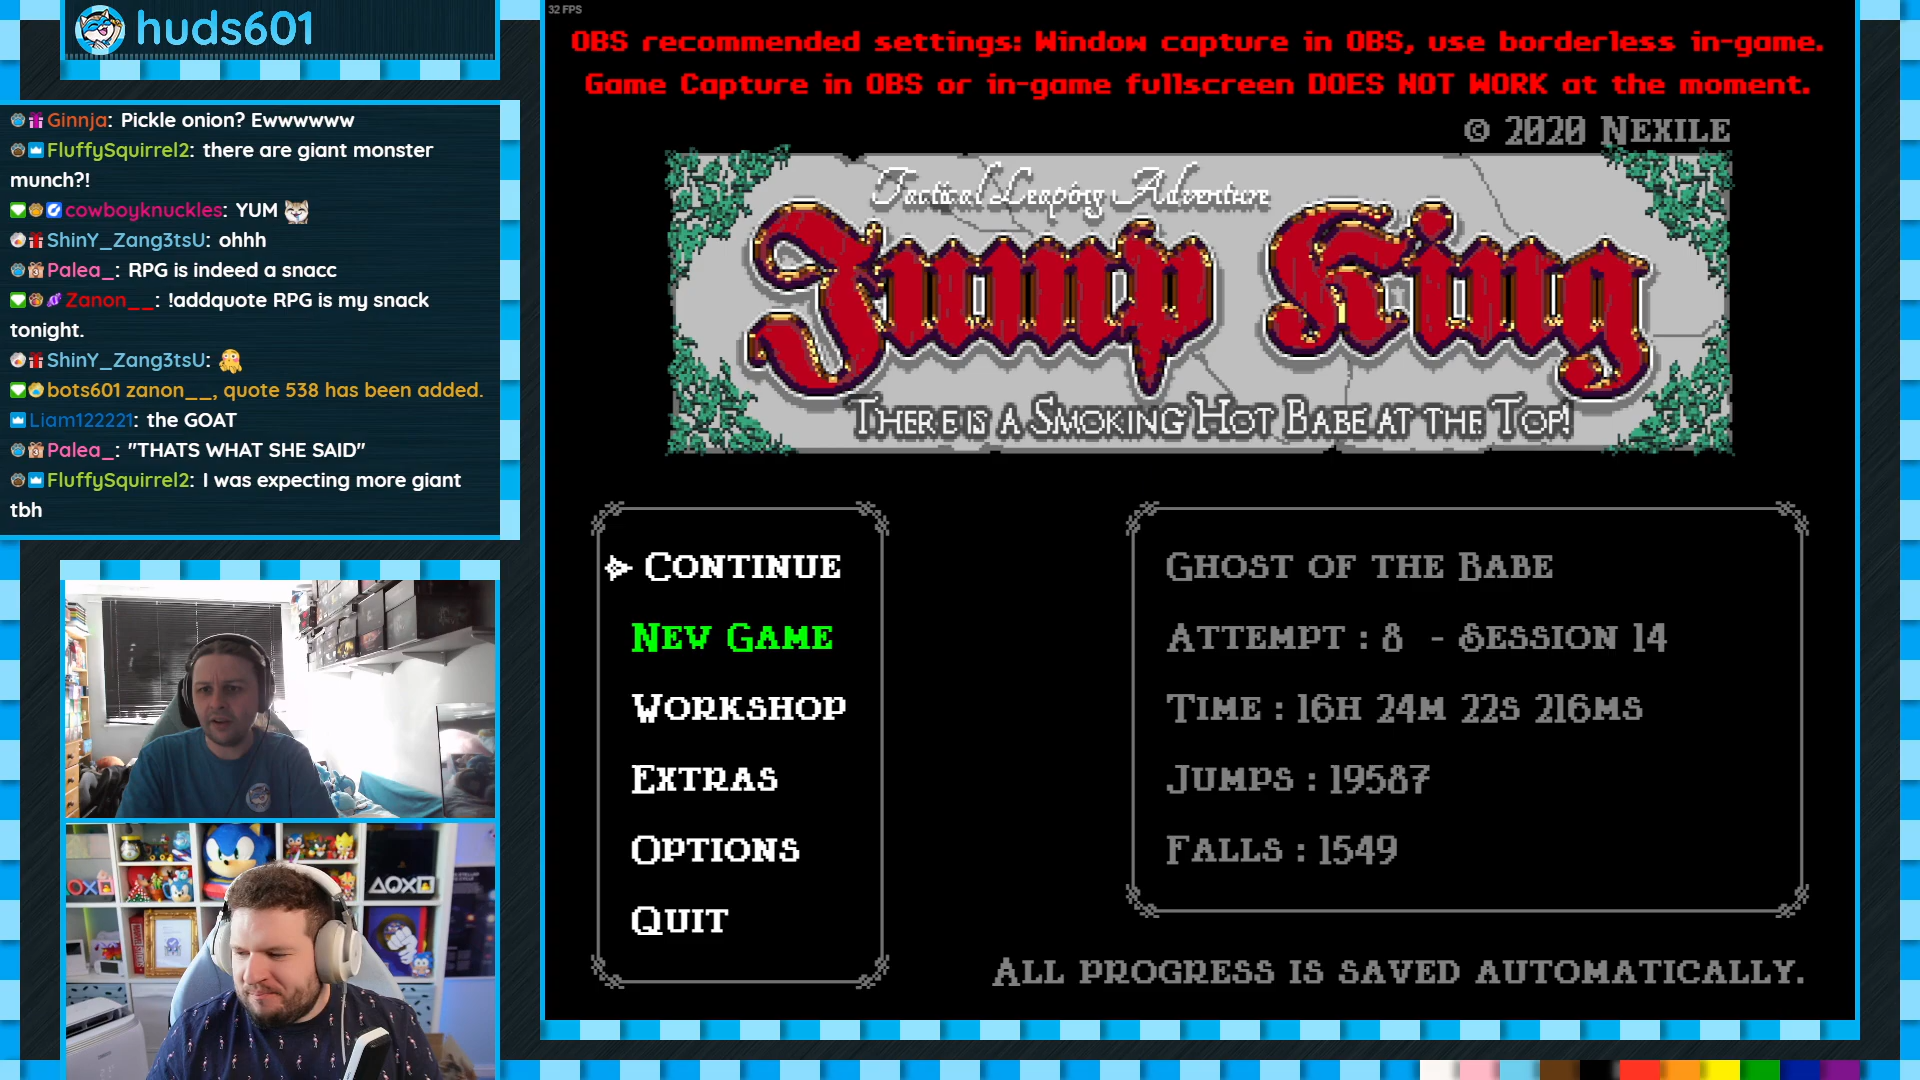 huds601
Ginnja: Pickle onion? Ewwwwww
FluffySquirrel2: there are giant monster
munch?!
cowboyknuckles: YUM
ShinY_Zang3tsU: ohhh
Palea_: RPG is indeed a snacc
Zanon__: !addquote RPG is my snack
tonight.
ShinY_Zang3tsU:
bots601 zanon__, quote 538 has been added.
Liam122221: the GOAT
Palea_: "THATS WHAT SHE SAID"
FluffySquirrel2: I was expecting more giant
tbh
32 FPS
OBS recommended settings: Window capture in OBS, use borderless in-game.
Game Capture in OBS or in-game fullscreen DOES NOT WORK at the moment.
© 2020 Nexile
Tactical Leaping Adventure
Jump King
There is a Smoking Hot Babe at the Top!
Continue
New Game
Workshop
Extras
Options
Quit
Ghost of the Babe
Attempt : 8 - Session 14
Time : 16h 24m 22s 216ms
Jumps : 19587
Falls : 1549
All progress is saved automatically.